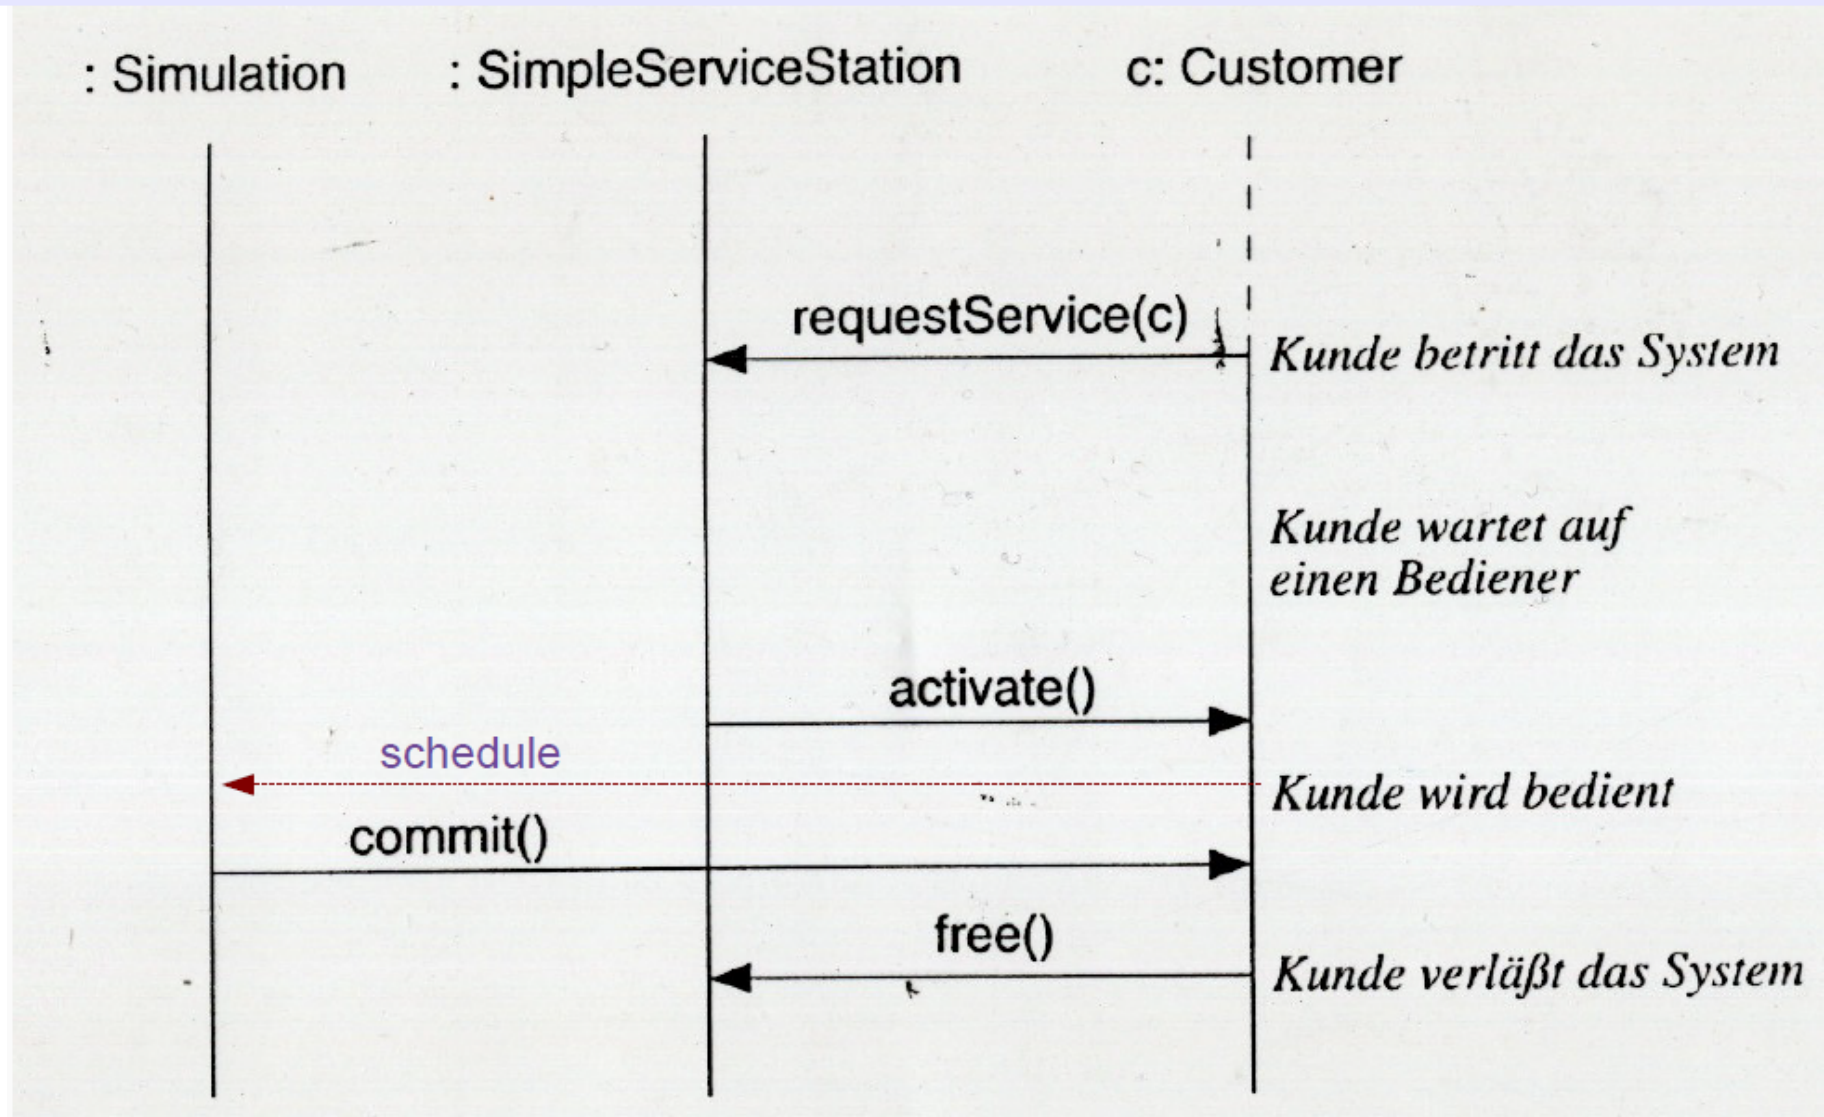 : Simulation
: SimpleServiceStation
c: Customer
requestService(c)
Kunde betritt das System
Kunde wartet auf
einen Bediener
activate()
schedule
Kunde wird bedient
commit()
free()
Kunde verläßt das System